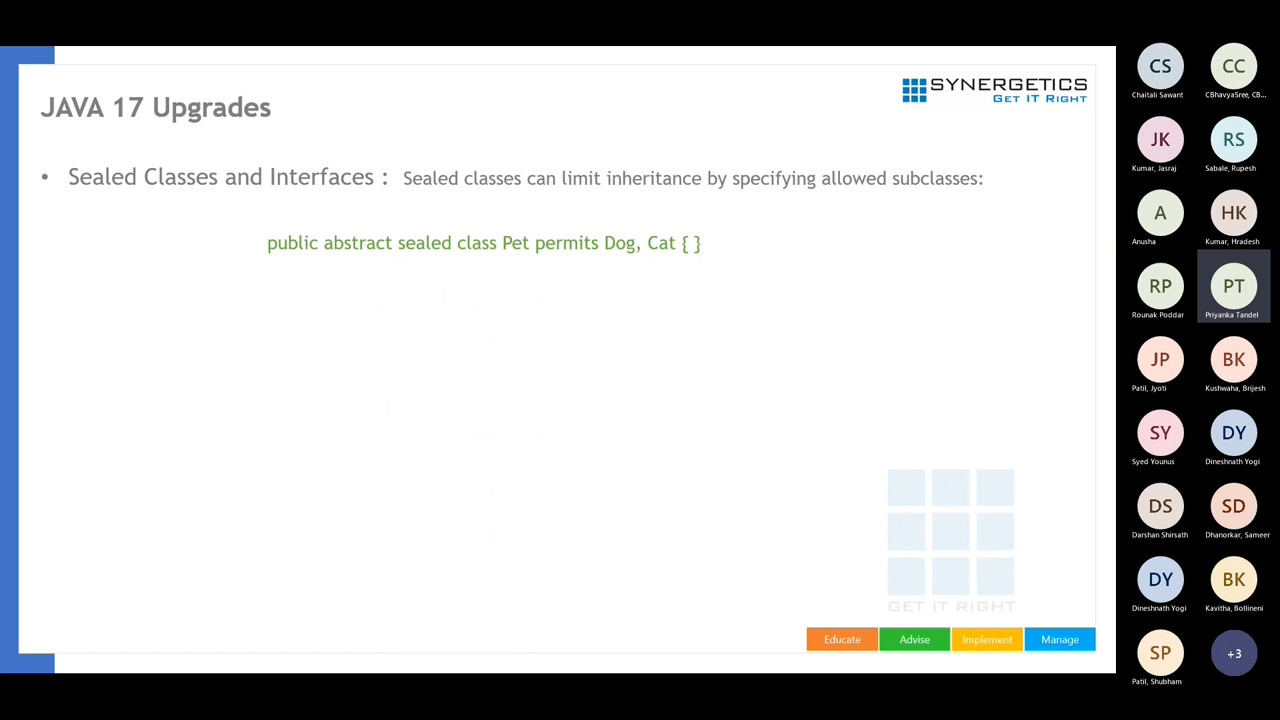 SYNERGETICS
GET IT RIGHT
JAVA 17 Upgrades
• Sealed Classes and Interfaces : Sealed classes can limit inheritance by specifying allowed subclasses:
public abstract sealed class Pet permits Dog, Cat { }
GET IT RIGHT
Educate Advise Implement Manage
CS CC
Chaitali Sawant CBhavyaSree, CB...
JK RS
Kumar, Jasraj Sabale, Rupesh
A HK
Anusha Kumar, Hradesh
RP PT
Rounak Poddar Priyanka Tandel
JP BK
Patil, Jyoti Kushwaha, Brijesh
SY DY
Syed Younus Dineshnath Yogi
DS SD
Darshan Shirsath Dhanorkar, Sameer
DY BK
Dineshnath Yogi Kavitha, Bollineni
SP +3
Patil, Shubham